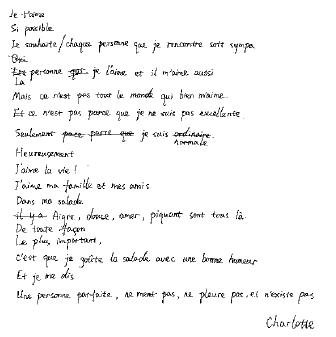 Je t'aime
Si possible
Je souhaite/chaque personne que je rencontre soit sympa
Qui
La personne que je l'aime et il m'aime aussi
Mais ce n'est pas tout le monde qui bien m'aime
Et ce n'est pas parce que je ne suis pas excellente
Seulement parce que je suis ordinaire normale
Heureusement
J'aime la vie!
J'aime ma famille et mes amis
Dans ma salade
il y a Aigre, douce, amer, piquant sont tous là
De toute façon
Le plus important,
c'est que je goûte la salade avec une bonne humeur
Et je me dis
Une personne parfaite, ne ment pas, ne pleure pas, et n'existe pas
Charlotte